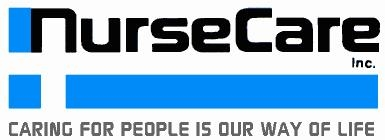 NurseCare
Inc.
CARING FOR PEOPLE IS OUR WAY OF LIFE